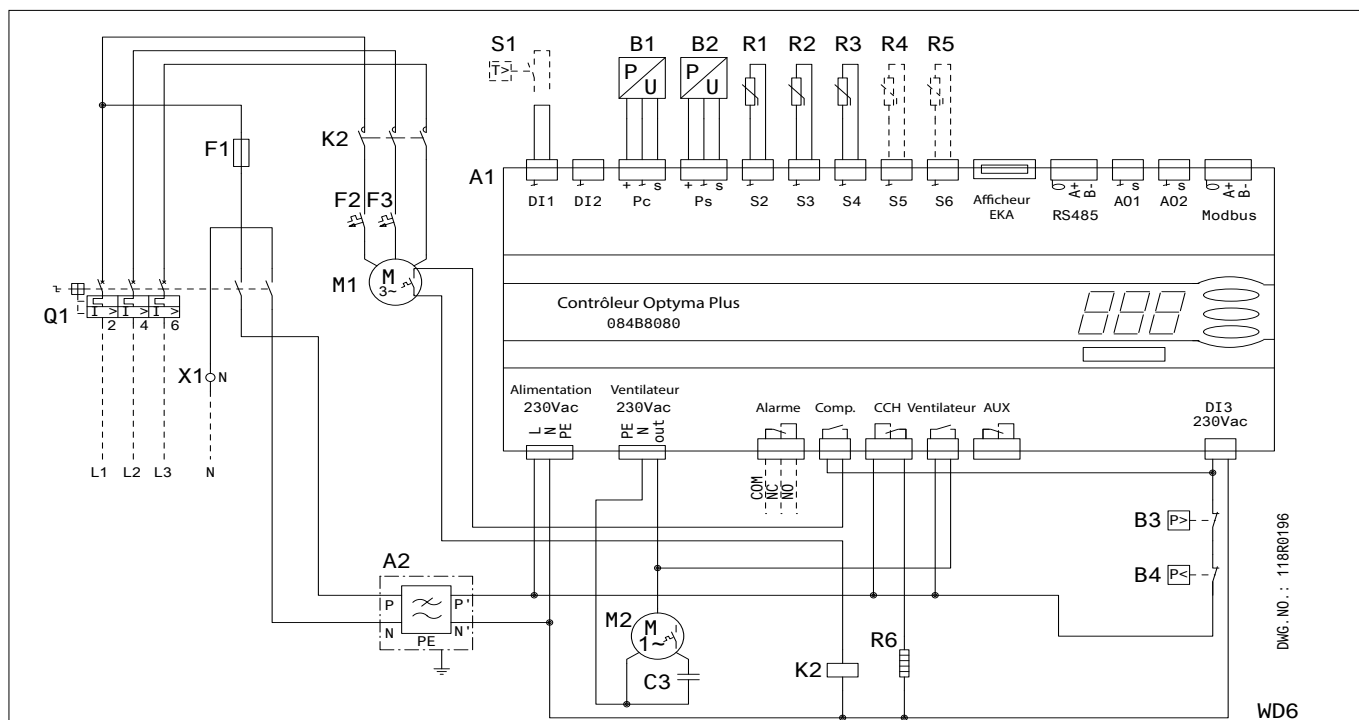 S1 B1 B2 R1 R2 R3 R4 R5
T> P U P U
K2
F1
A1
+ s + s
DI1 DI2 Pc Ps S2 S3 S4 S5 S6 Afficheur EKA RS485 AO1 AO2 Modbus
A+ B- s s A+ B-
F2 F3
M1 M 3~
Q1 I > I > I > 2 4 6
Contrôleur Optyma Plus
084B8080
X1 N
Alimentation 230Vac
Ventilateur 230Vac
Alarme Comp. CCH Ventilateur AUX
DI3 230Vac
L N PE
PE N out
L1 L2 L3 N
COM NC NO
B3 P>
B4 P<
A2
P P'
N N'
PE
M2 M 1~
C3
K2
R6
DWG.NO.: 118R0196
WD6